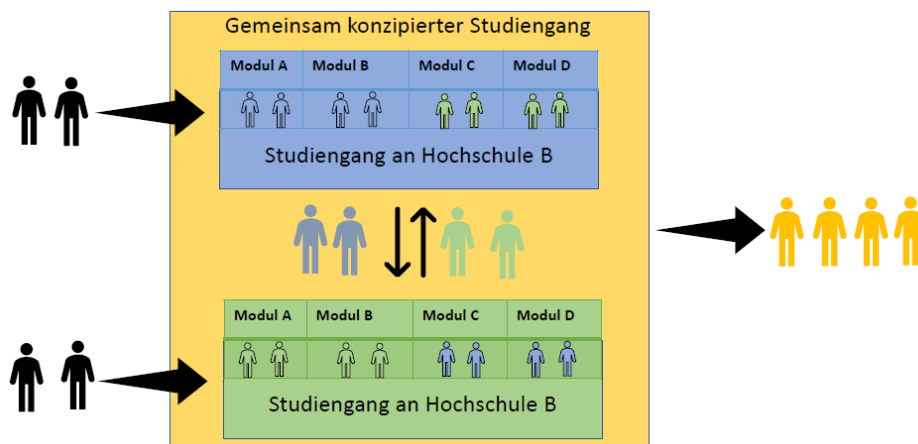 Gemeinsam konzipierter Studiengang
Modul A Modul B Modul C Modul D
Studiengang an Hochschule B
Modul A Modul B Modul C Modul D
Studiengang an Hochschule B